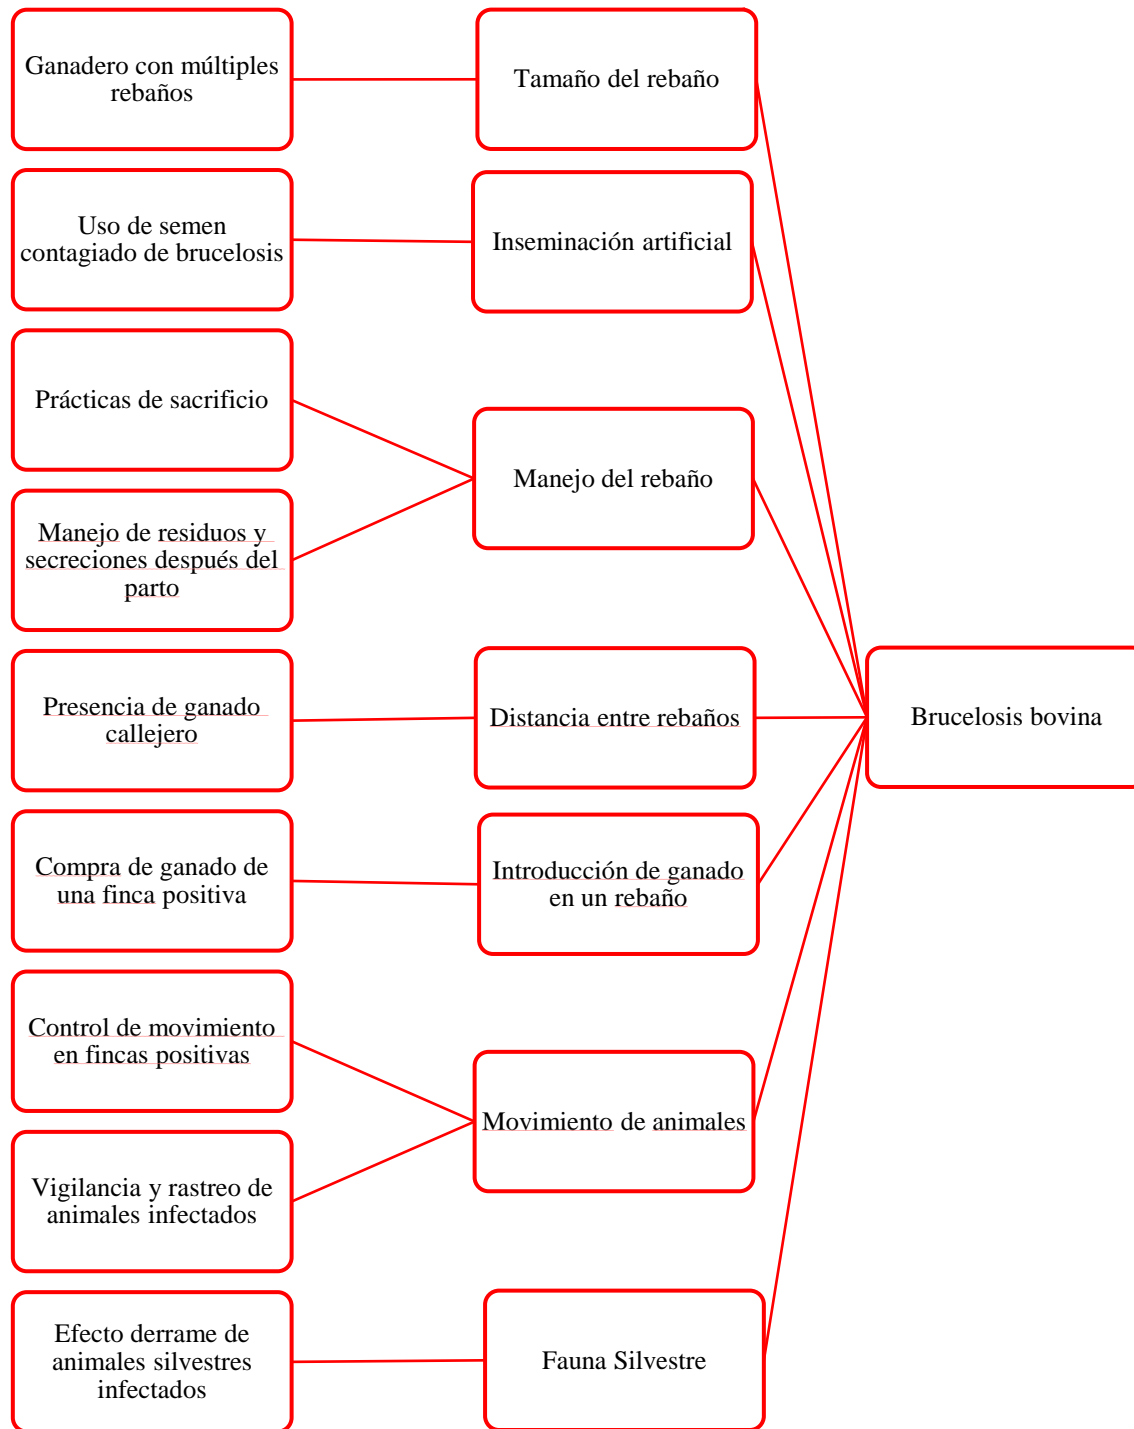 Ganadero con múltiples
rebaños
Tamaño del rebaño
Uso de semen
contagiado de brucelosis
Inseminación artificial
Prácticas de sacrificio
Manejo del rebaño
Manejo de residuos y
secreciones después del
parto
Presencia de ganado
callejero
Distancia entre rebaños
Brucelosis bovina
Compra de ganado de
una finca positiva
Introducción de ganado
en un rebaño
Control de movimiento
en fincas positivas
Movimiento de animales
Vigilancia y rastreo de
animales infectados
Efecto derrame de
animales silvestres
infectados
Fauna Silvestre